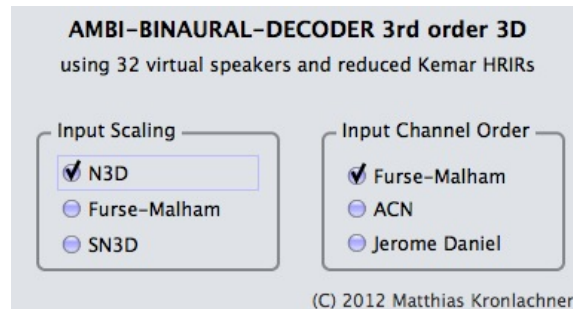 AMBI-BINAURAL-DECODER 3rd order 3D
using 32 virtual speakers and reduced Kemar HRIRs
Input Scaling
N3D
Furse-Malham
SN3D
Input Channel Order
Furse-Malham
ACN
Jerome Daniel
(C) 2012 Matthias Kronlachner